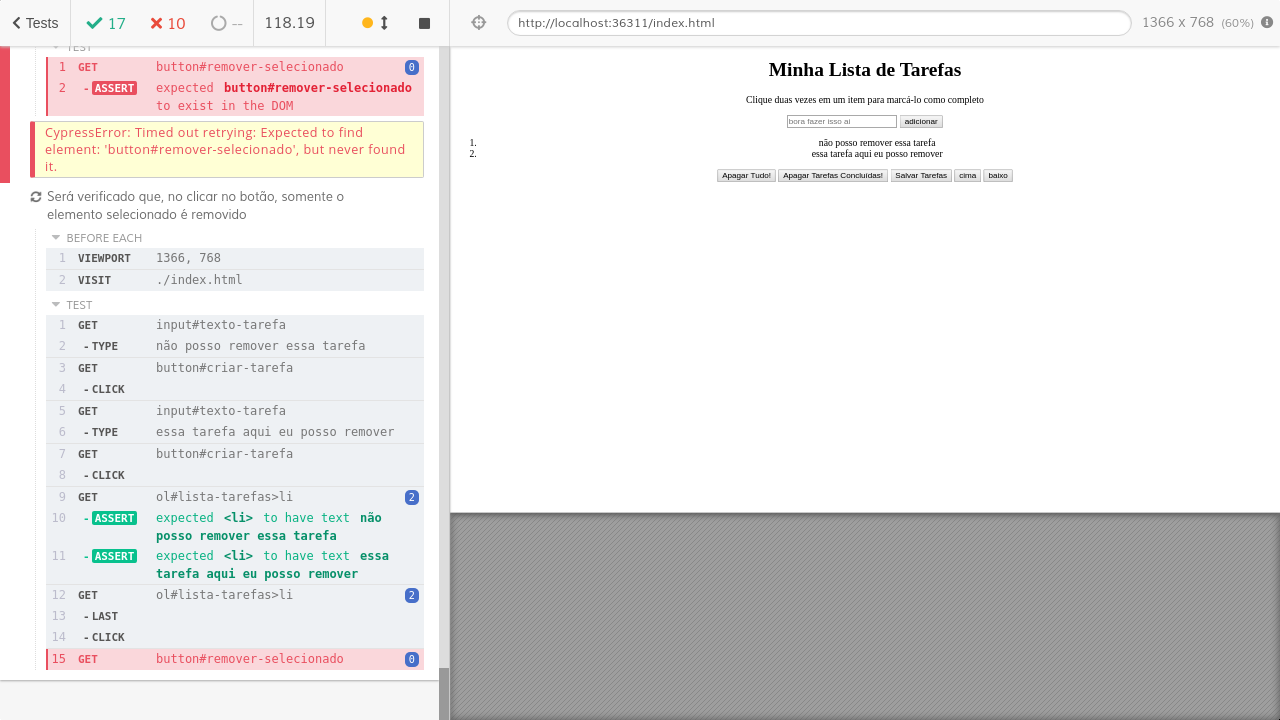 Tests
17
10
--
118.19
http://localhost:36311/index.html
1366 x 768 (60%)
TEST
1 GET button#remover-selecionado 0
2 - ASSERT expected button#remover-selecionado
to exist in the DOM
CypressError: Timed out retrying: Expected to find
element: 'button#remover-selecionado', but never found
it.
Será verificado que, no clicar no botão, somente o
elemento selecionado é removido
BEFORE EACH
1 VIEWPORT 1366, 768
2 VISIT ./index.html
TEST
1 GET input#texto-tarefa
2 - TYPE não posso remover essa tarefa
3 GET button#criar-tarefa
4 - CLICK
5 GET input#texto-tarefa
6 - TYPE essa tarefa aqui eu posso remover
7 GET button#criar-tarefa
8 - CLICK
9 GET ol#lista-tarefas>li 2
10 - ASSERT expected <li> to have text não
posso remover essa tarefa
11 - ASSERT expected <li> to have text essa
tarefa aqui eu posso remover
12 GET ol#lista-tarefas>li 2
13 - LAST
14 - CLICK
15 GET button#remover-selecionado 0
Minha Lista de Tarefas
Clique duas vezes em um item para marcá-lo como completo
bora fazer isso ai adicionar
1. não posso remover essa tarefa
2. essa tarefa aqui eu posso remover
Apagar Tudo! Apagar Tarefas Concluídas! Salvar Tarefas cima baixo